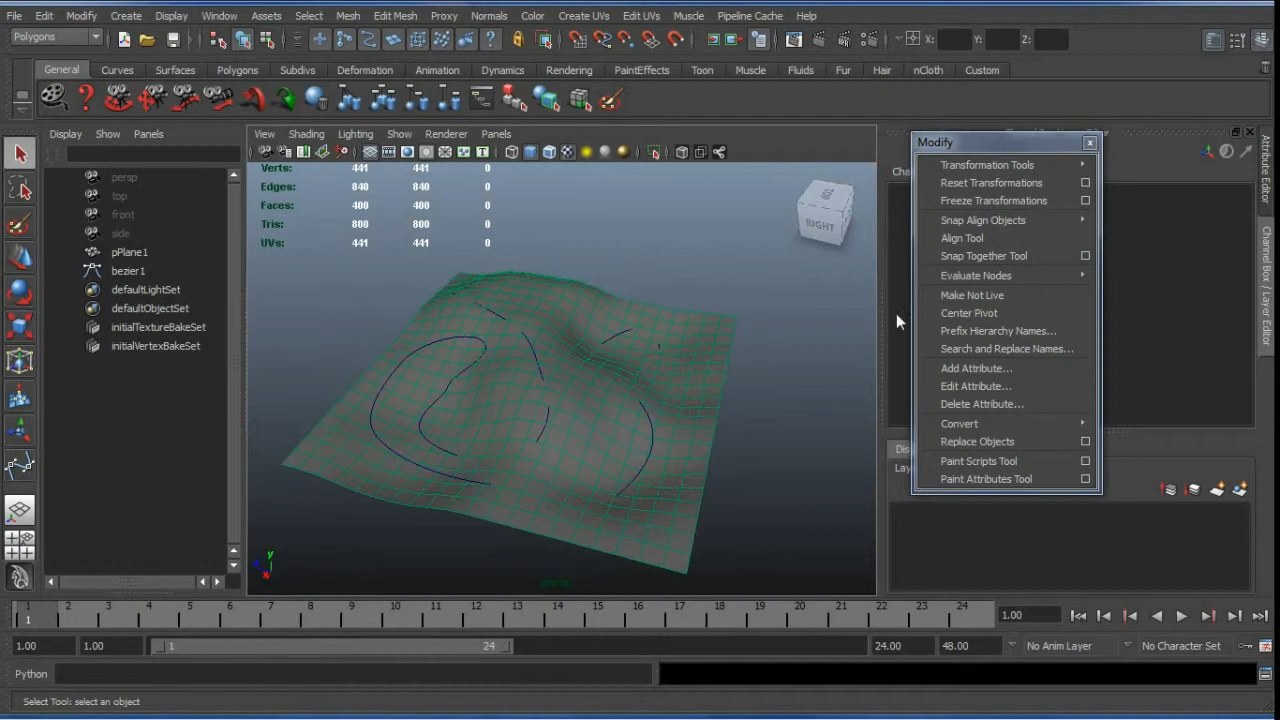 File Edit Modify Create Display Window Assets Select Mesh Edit Mesh Proxy Normals Color Create UVs Edit UVs Muscle Pipeline Cache Help
Polygons X: Y: Z:
General Curves Surfaces Polygons Subdivs Deformation Animation Dynamics Rendering PaintEffects Toon Muscle Fluids Fur Hair nCloth Custom
Display Show Panels
View Shading Lighting Show Renderer Panels
persp
top
front
side
pPlane1
bezier1
defaultLightSet
defaultObjectSet
initialTextureBakeSet
initialVertexBakeSet
Verts: 441 441 0
Edges: 840 840 0
Faces: 400 400 0
Tris: 800 800 0
UVs: 441 441 0
RIGHT
y
x
Modify
Transformation Tools
Reset Transformations
Freeze Transformations
Snap Align Objects
Align Tool
Snap Together Tool
Evaluate Nodes
Make Not Live
Center Pivot
Prefix Hierarchy Names...
Search and Replace Names...
Add Attribute...
Edit Attribute...
Delete Attribute...
Convert
Replace Objects
Paint Scripts Tool
Paint Attributes Tool
Attribute Editor
Channel Box / Layer Editor
1 2 3 4 5 6 7 8 9 10 11 12 13 14 15 16 17 18 19 20 21 22 23 24
1 1.00
1.00 1.00 1 24 24.00 48.00 No Anim Layer No Character Set
Python
Select Tool: select an object